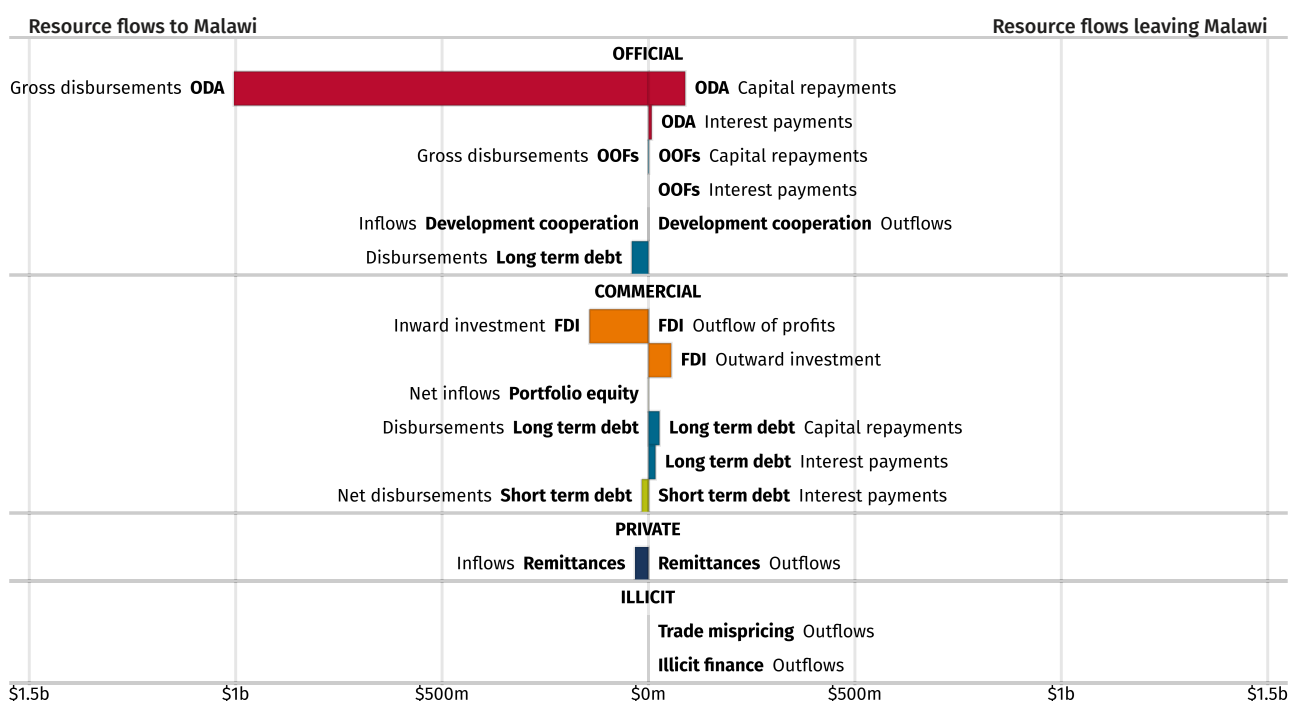 Resource flows to Malawi Resource flows leaving Malawi
OFFICIAL
Gross disbursements ODA ODA Capital repayments
ODA Interest payments
Gross disbursements OOFs OOFs Capital repayments
OOFs Interest payments
Inflows Development cooperation Development cooperation Outflows
Disbursements Long term debt
COMMERCIAL
Inward investment FDI FDI Outflow of profits
FDI Outward investment
Net inflows Portfolio equity
Disbursements Long term debt Long term debt Capital repayments
Long term debt Interest payments
Net disbursements Short term debt Short term debt Interest payments
PRIVATE
Inflows Remittances Remittances Outflows
ILLICIT
Trade mispricing Outflows
Illicit finance Outflows
$1.5b $1b $500m $0m $500m $1b $1.5b